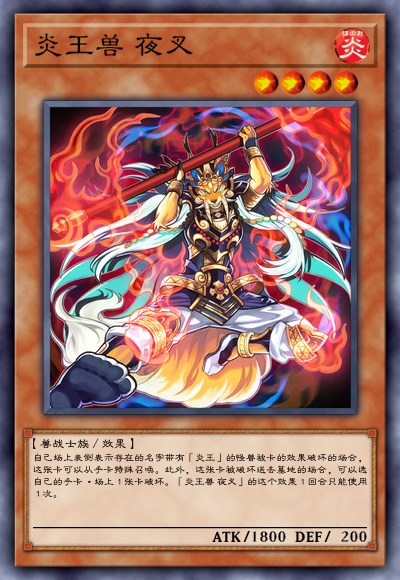 炎王兽 夜叉
ほのお
炎
【兽战士族/效果】
自己场上表侧表示存在的名字带有「炎王」的怪兽被卡的效果破坏的场合，
这张卡可以从手卡特殊召唤。此外，这张卡被破坏送去墓地的场合，可以选
自己的手卡·场上1张卡破坏。「炎王兽 夜叉」的这个效果1回合只能使用
1次。
ATK/1800 DEF/ 200